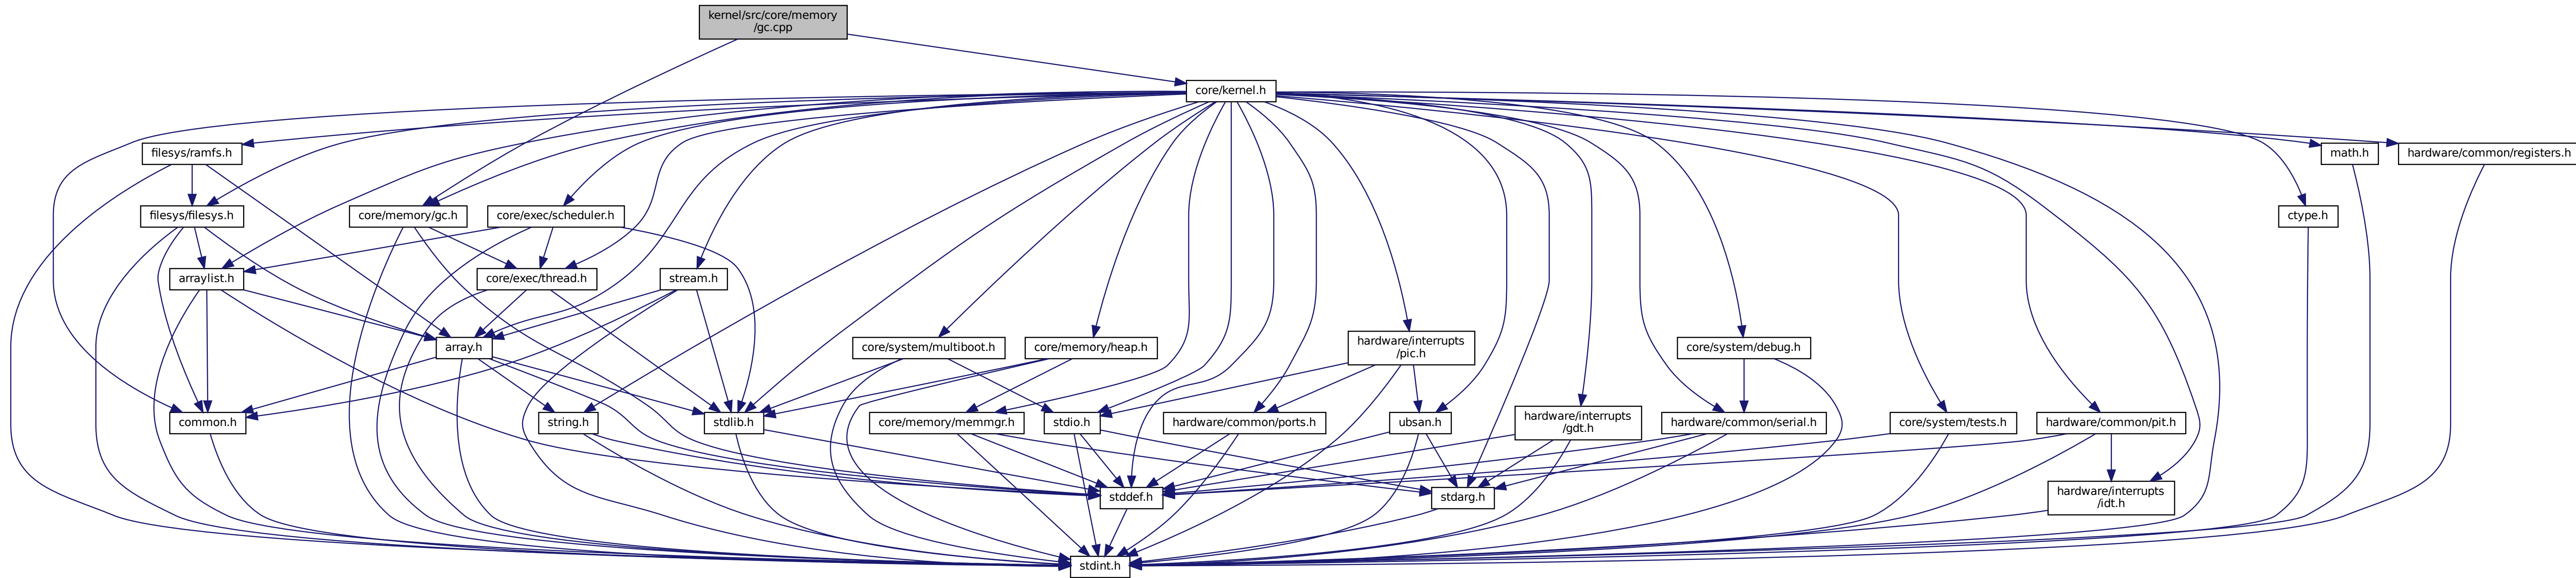 kernel/src/core/memory
/gc.cpp
core/kernel.h
filesys/ramfs.h
math.h
hardware/common/registers.h
filesys/filesys.h
core/memory/gc.h
core/exec/scheduler.h
ctype.h
arraylist.h
core/exec/thread.h
stream.h
array.h
core/system/multiboot.h
core/memory/heap.h
hardware/interrupts
/pic.h
core/system/debug.h
common.h
string.h
stdlib.h
core/memory/memmgr.h
stdio.h
hardware/common/ports.h
ubsan.h
hardware/interrupts
/gdt.h
hardware/common/serial.h
core/system/tests.h
hardware/common/pit.h
stddef.h
stdarg.h
hardware/interrupts
/idt.h
stdint.h